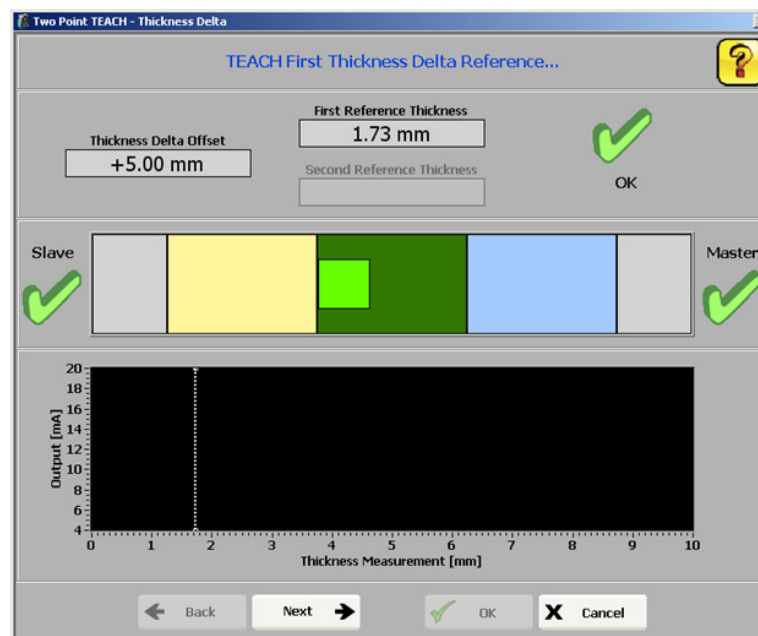 Two Point TEACH - Thickness Delta
TEACH First Thickness Delta Reference...
?
First Reference Thickness
Thickness Delta Offset
1.73 mm
+5.00 mm
Second Reference Thickness
OK
Slave
Master
20
18
16
14
12
10
8
6
4
Output [mA]
0 1 2 3 4 5 6 7 8 9 10
Thickness Measurement [mm]
Back Next OK Cancel